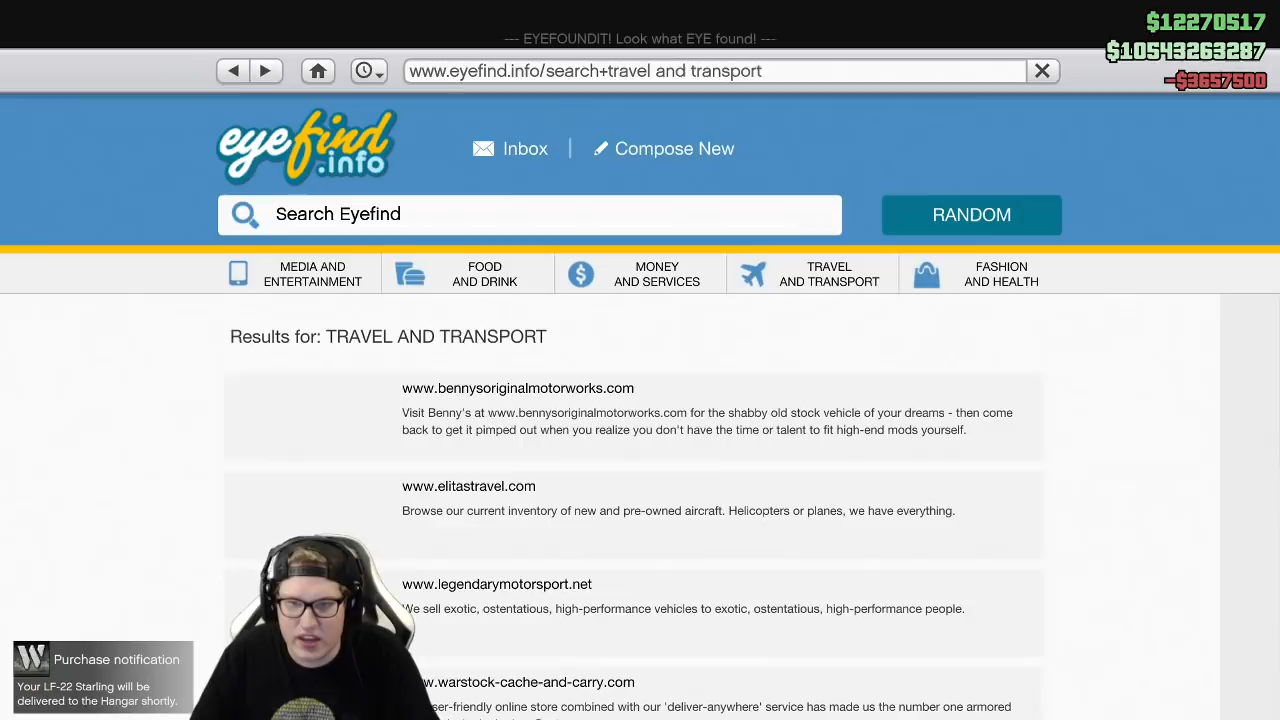 --- EYEFOUNDIT! Look what EYE found! ---
$12270517
$10543263287
-$3657500
www.eyefind.info/search+travel and transport
eyefind
.info
Inbox
Compose New
Search Eyefind
RANDOM
MEDIA AND
ENTERTAINMENT
FOOD
AND DRINK
MONEY
AND SERVICES
TRAVEL
AND TRANSPORT
FASHION
AND HEALTH
Results for: TRAVEL AND TRANSPORT
www.bennysoriginalmotorworks.com
Visit Benny's at www.bennysoriginalmotorworks.com for the shabby old stock vehicle of your dreams - then come
back to get it pimped out when you realize you don't have the time or talent to fit high-end mods yourself.
www.elitastravel.com
Browse our current inventory of new and pre-owned aircraft. Helicopters or planes, we have everything.
www.legendarymotorsport.net
We sell exotic, ostentatious, high-performance vehicles to exotic, ostentatious, high-performance people.
w.warstock-cache-and-carry.com
ser-friendly online store combined with our 'deliver-anywhere' service has made us the number one armored
W
Purchase notification
Your LF-22 Starling will be
delivered to the Hangar shortly.